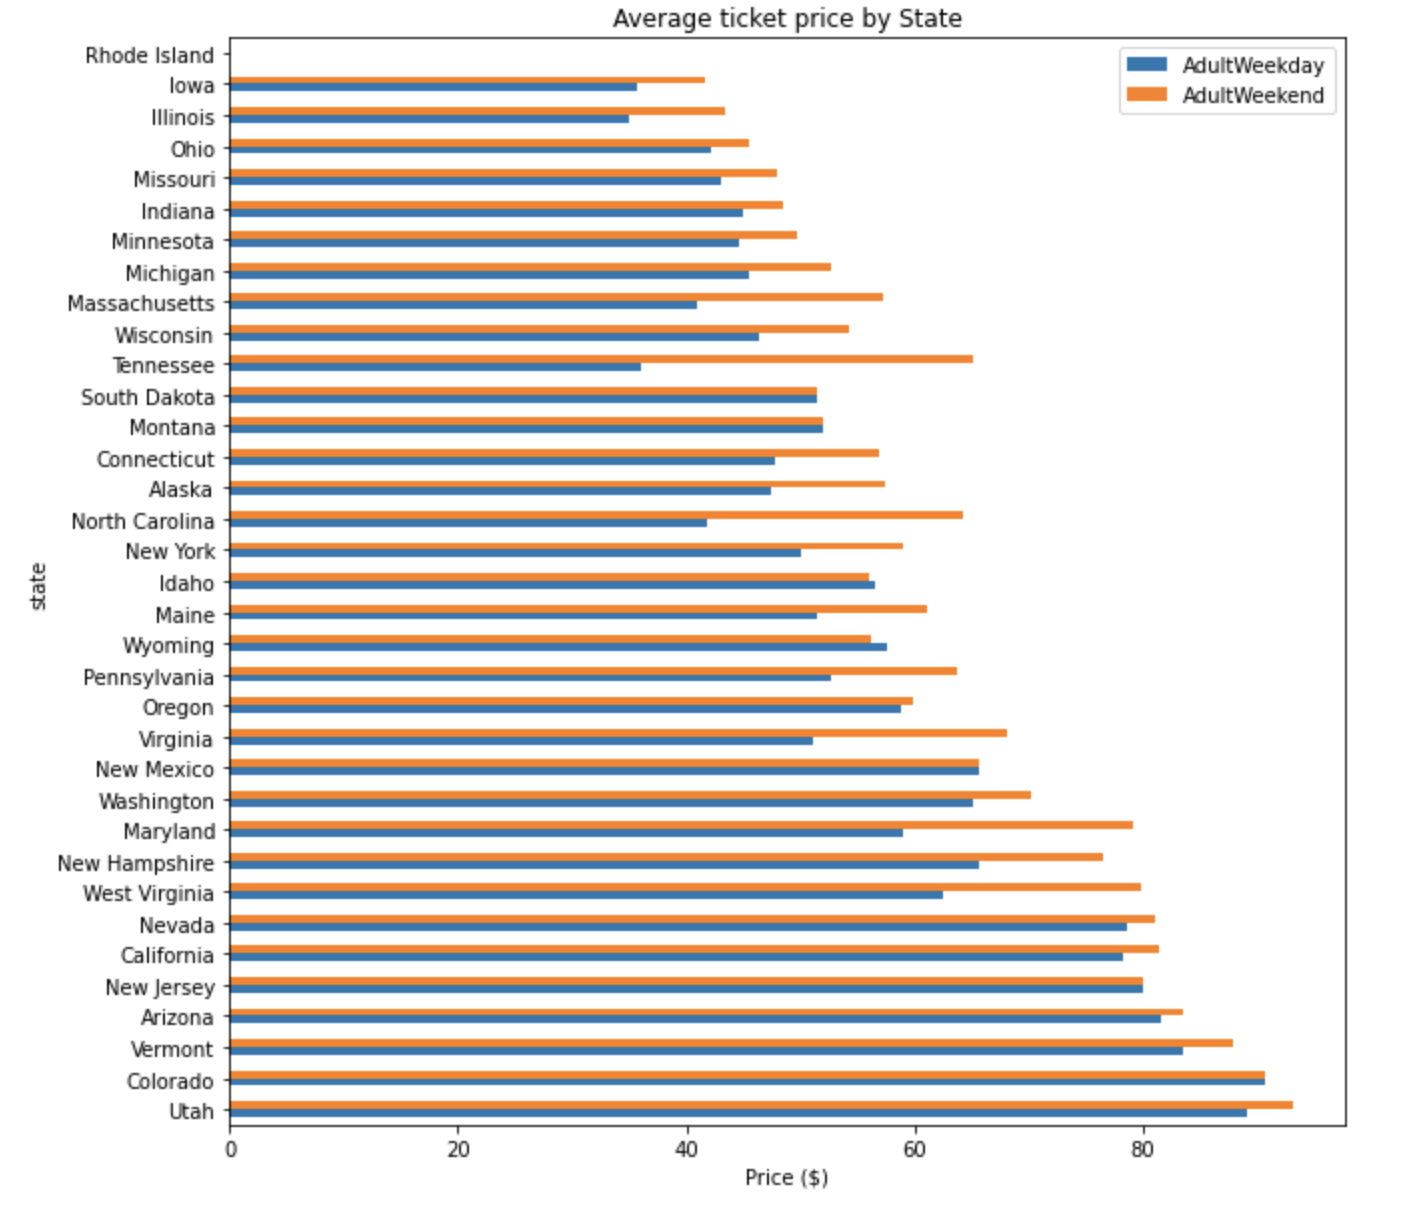 Average ticket price by State
AdultWeekday
AdultWeekend
Rhode Island
Iowa
Illinois
Ohio
Missouri
Indiana
Minnesota
Michigan
Massachusetts
Wisconsin
Tennessee
South Dakota
Montana
Connecticut
Alaska
North Carolina
New York
Idaho
Maine
Wyoming
Pennsylvania
Oregon
Virginia
New Mexico
Washington
Maryland
New Hampshire
West Virginia
Nevada
California
New Jersey
Arizona
Vermont
Colorado
Utah
state
0 20 40 60 80
Price ($)